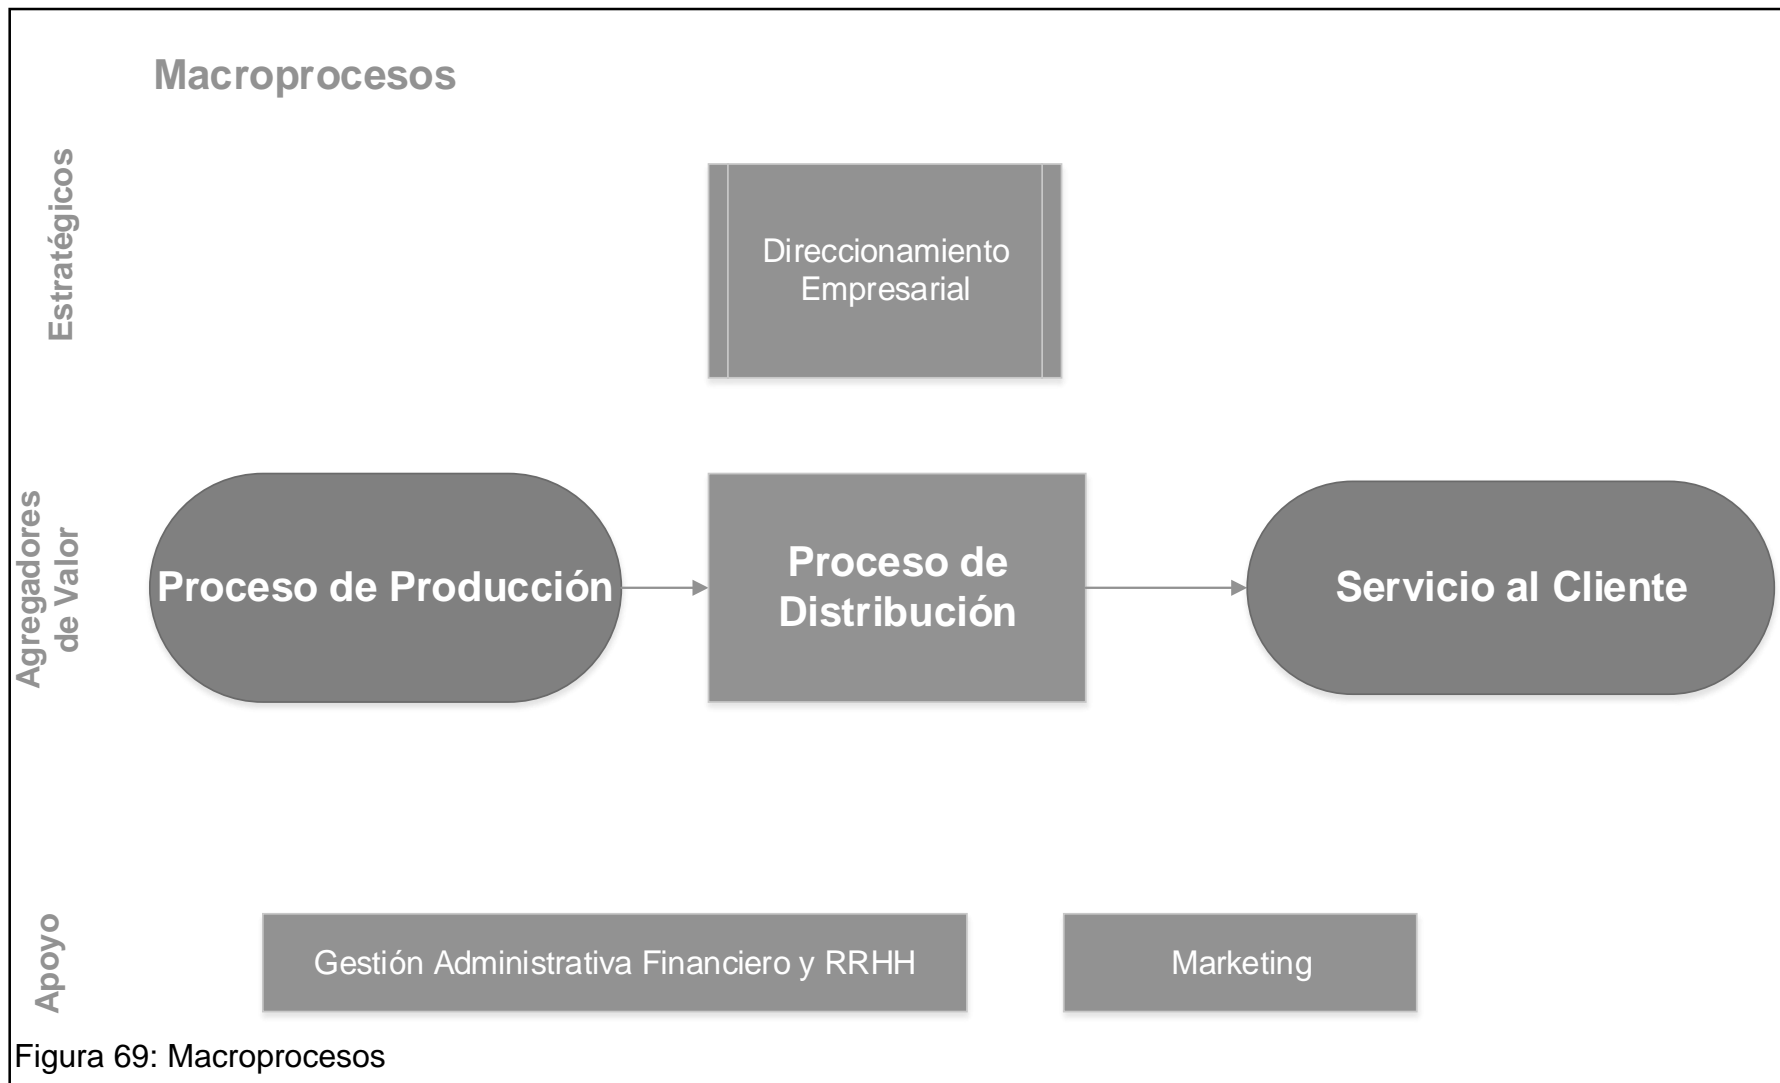 Macroprocesos
Estratégicos
Direccionamiento
Empresarial
Agregadores
de Valor
Proceso de Producción
Proceso de
Distribución
Servicio al Cliente
Apoyo
Gestión Administrativa Financiero y RRHH
Marketing
Figura 69: Macroprocesos